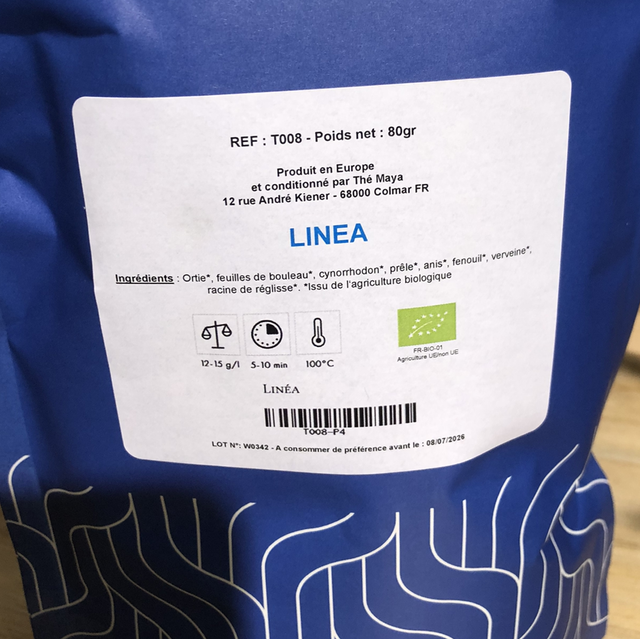 REF : T008 - Poids net : 80gr
Produit en Europe
et conditionné par Thé Maya
12 rue André Kiener - 68000 Colmar FR
LINEA
Ingrédients : Ortie*, feuilles de bouleau*, cynorrhodon*, prêle*, anis*, fenouil*, verveine*,
racine de réglisse*. *Issu de l'agriculture biologique
12-15 g/l 5-10 min 100°C
FR-BIO-01
Agriculture UE/non UE
LINÉA
T008-P4
LOT N°: W0342 - A consommer de préférence avant le : 08/07/2026